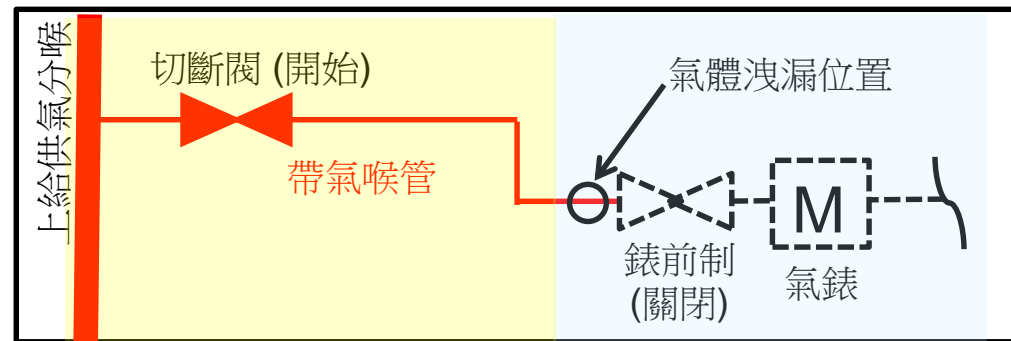 上給供氣分喉
切斷閥 (開始)
帶氣喉管
氣體洩漏位置
錶前制
(關閉)
M
氣錶